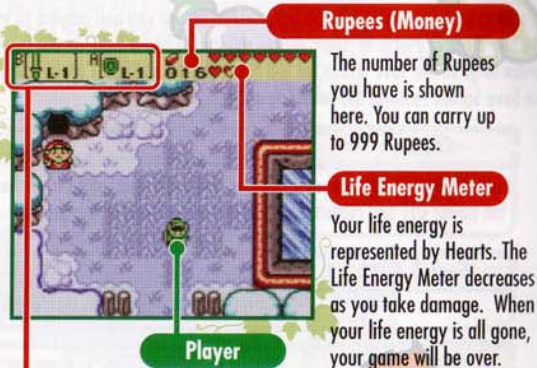 Rupees (Money)
The number of Rupees
you have is shown
here. You can carry up
to 999 Rupees.
B L-1 A L-1 016
Life Energy Meter
Your life energy is
represented by Hearts. The
Life Energy Meter decreases
as you take damage. When
your life energy is all gone,
your game will be over.
Player